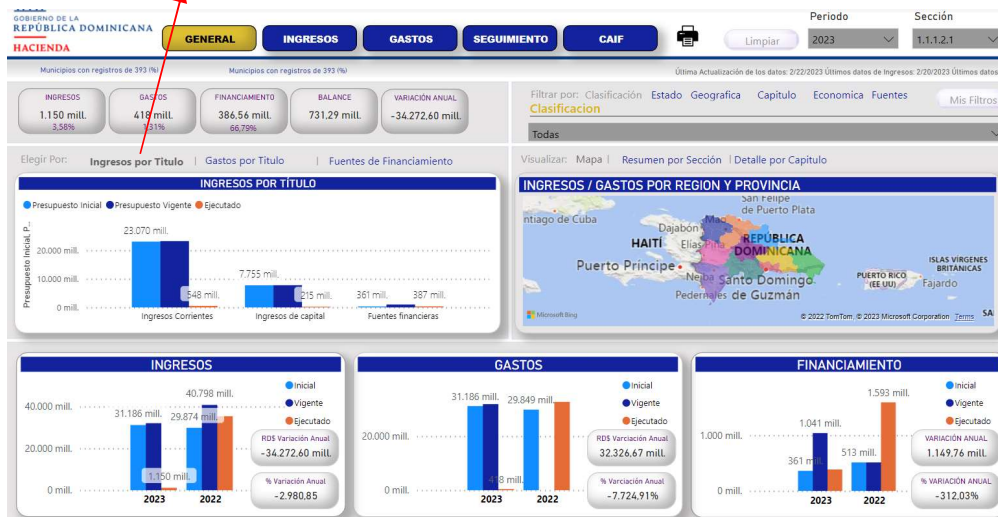 GOBIERNO DE LA
REPÚBLICA DOMINICANA
HACIENDA
GENERAL
INGRESOS
GASTOS
SEGUIMIENTO
CAIF
Limpiar
Periodo
2023
Sección
1.1.1.2.1
Municipios con registros de 393 (%)
Municipios con registros de 393 (%)
Última Actualización de los datos: 2/22/2023 Últimos datos de Ingresos: 2/20/2023 Últimos datos
INGRESOS
1.150 mill.
3,58%
GASTOS
418 mill.
1,31%
FINANCIAMIENTO
386,56 mill.
66,79%
BALANCE
731,29 mill.
VARIACIÓN ANUAL
-34.272,60 mill.
Filtrar por: Clasificación Estado Geografica Capítulo Economica Fuentes
Mis Filtros
Clasificacion
Todas
Elegir Por: Ingresos por Titulo | Gastos por Titulo | Fuentes de Financiamiento
Visualizar: Mapa | Resumen por Sección | Detalle por Capítulo
INGRESOS POR TÍTULO
Presupuesto Inicial Presupuesto Vigente Ejecutado
Presupuesto Inicial, P...
20.000 mill.
10.000 mill.
0 mill.
23.070 mill.
548 mill.
7.755 mill.
215 mill.
361 mill.
387 mill.
Ingresos Corrientes
Ingresos de capital
Fuentes financieras
INGRESOS / GASTOS POR REGION Y PROVINCIA
San Felipe
de Puerto Plata
ntiago de Cuba
Dajabón
Mao
HAITÍ
Elías Piña
REPÚBLICA
DOMINICANA
Puerto Principe
Neiba
Santo Domingo
de Guzmán
Pedernales
PUERTO RICO
(EE UU)
Fajardo
ISLAS VÍRGENES
BRITÁNICAS
SA
Microsoft Bing
© 2022 TomTom, © 2023 Microsoft Corporation Terms
INGRESOS
40.000 mill.
20.000 mill.
0 mill.
31.186 mill.
1.150 mill.
29.874 mill.
40.798 mill.
2023
2022
Inicial
Vigente
Ejecutado
RD$ Variación Anual
-34.272,60 mill.
% Variación Anual
-2.980,85
GASTOS
20.000 mill.
0 mill.
31.186 mill.
418 mill.
29.849 mill.
2023
2022
Inicial
Vigente
Ejecutado
RD$ Varciación Anual
32.326,67 mill.
% Varciación Anual
-7.724,91%
FINANCIAMIENTO
1.000 mill.
0 mill.
361 mill.
1.041 mill.
513 mill.
1.593 mill.
2023
2022
Inicial
Vigente
Ejecutado
VARIACIÓN ANUAL
1.149,76 mill.
% VARIACIÓN ANUAL
-312.03%